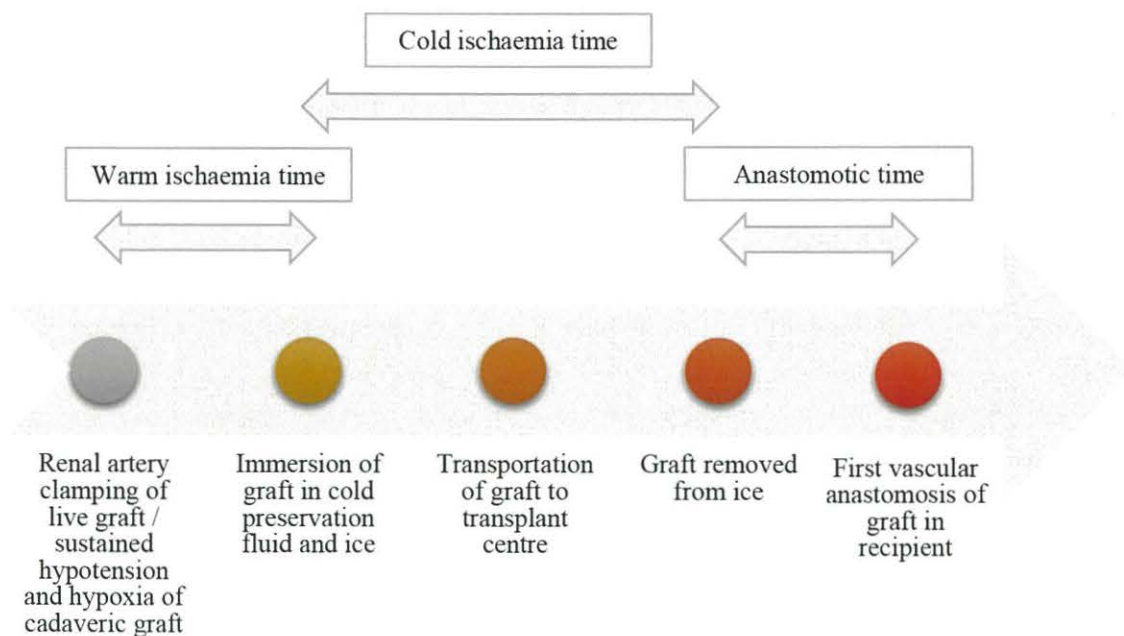 Cold ischaemia time
Warm ischaemia time
Anastomotic time
Renal artery
clamping of
live graft /
sustained
hypotension
and hypoxia of
cadaveric graft
Immersion of
graft in cold
preservation
fluid and ice
Transportation
of graft to
transplant
centre
Graft removed
from ice
First vascular
anastomosis of
graft in
recipient